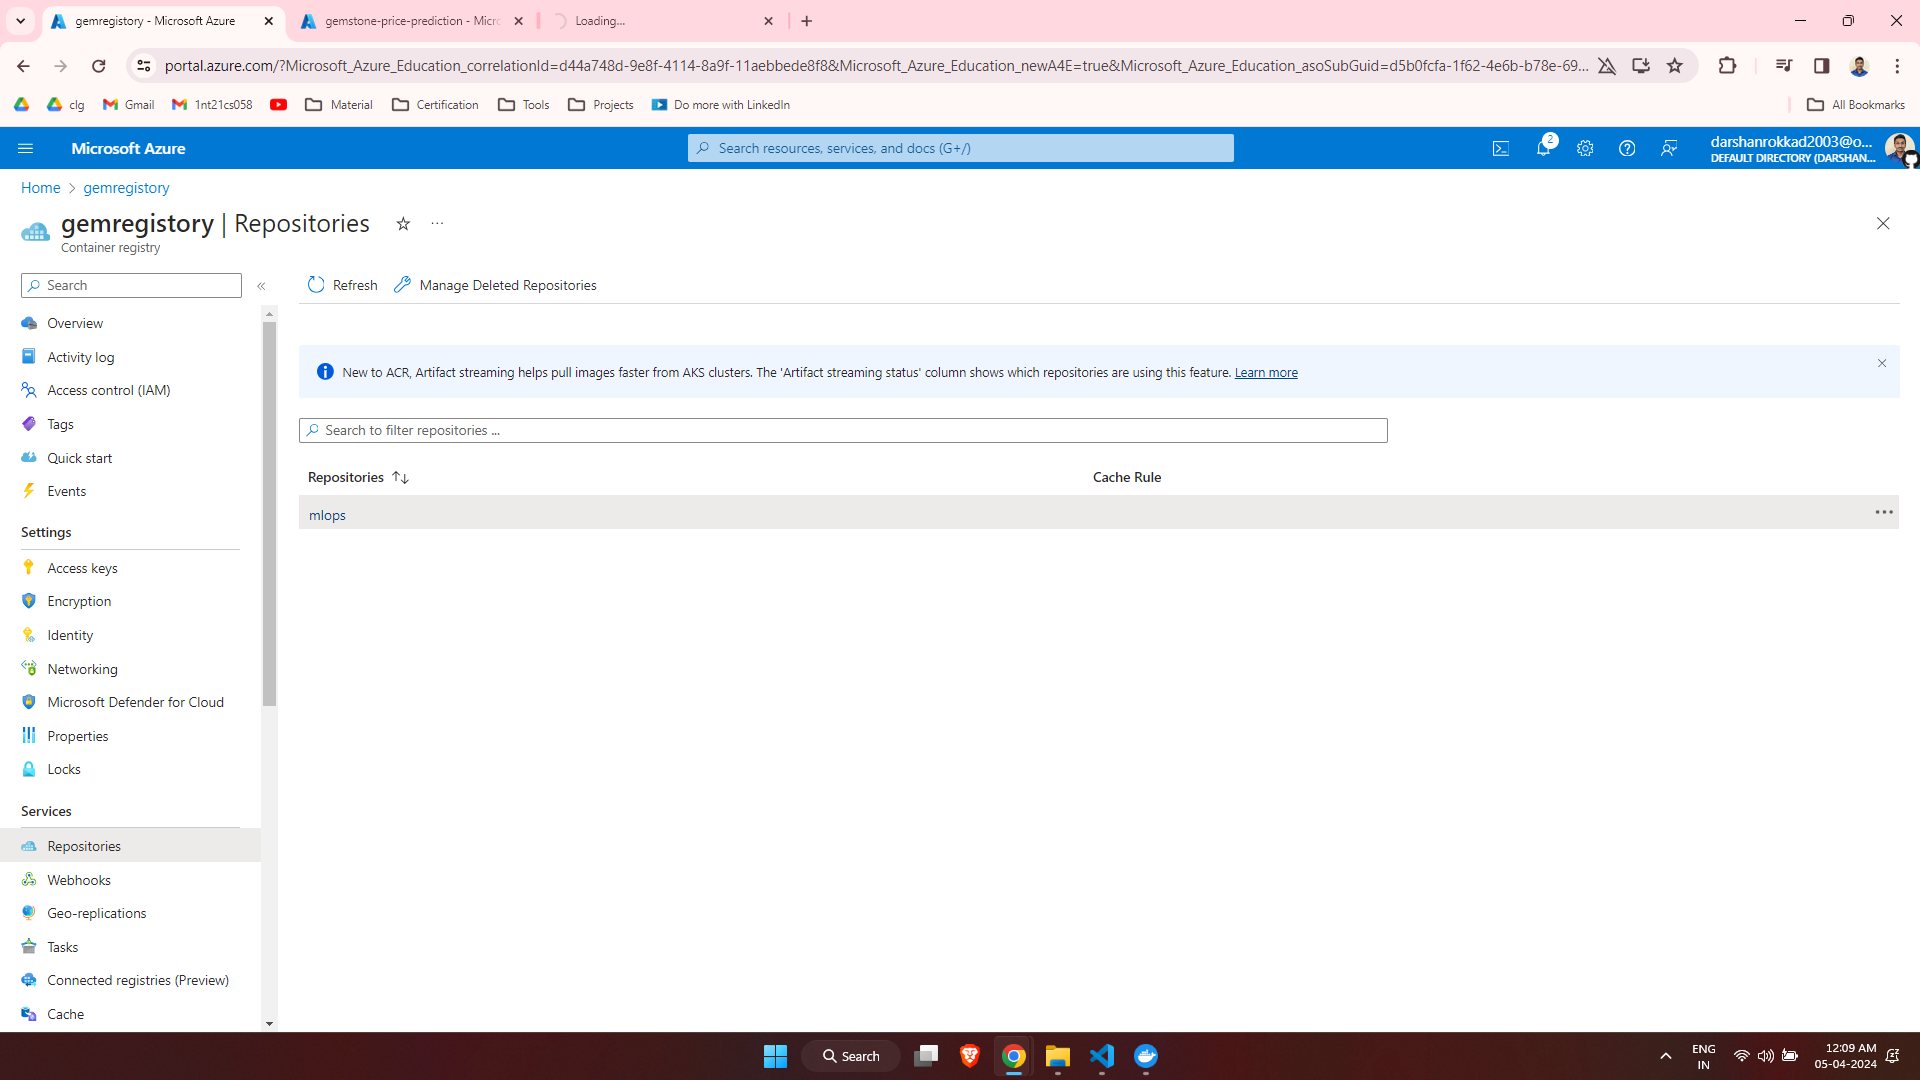 gemregistory - Microsoft Azure
gemstone-price-prediction - Micr
Loading...
portal.azure.com/?Microsoft_Azure_Education_correlationId=d44a748d-9e8f-4114-8a9f-11aebbede8f8&Microsoft_Azure_Education_newA4E=true&Microsoft_Azure_Education_asoSubGuid=d5b0fcfa-1f62-4e6b-b78e-69...
clg
Gmail
1nt21cs058
Material
Certification
Tools
Projects
Do more with LinkedIn
All Bookmarks
Microsoft Azure
Search resources, services, and docs (G+/)
2
darshanrokkad2003@o...
DEFAULT DIRECTORY (DARSHAN...
Home > gemregistory
gemregistory | Repositories
Container registry
Search
Refresh
Manage Deleted Repositories
Overview
Activity log
Access control (IAM)
Tags
Quick start
Events
Settings
Access keys
Encryption
Identity
Networking
Microsoft Defender for Cloud
Properties
Locks
Services
Repositories
Webhooks
Geo-replications
Tasks
Connected registries (Preview)
Cache
New to ACR, Artifact streaming helps pull images faster from AKS clusters. The 'Artifact streaming status' column shows which repositories are using this feature. Learn more
Search to filter repositories ...
Repositories
Cache Rule
mlops
Search
ENG
IN
12:09 AM
05-04-2024